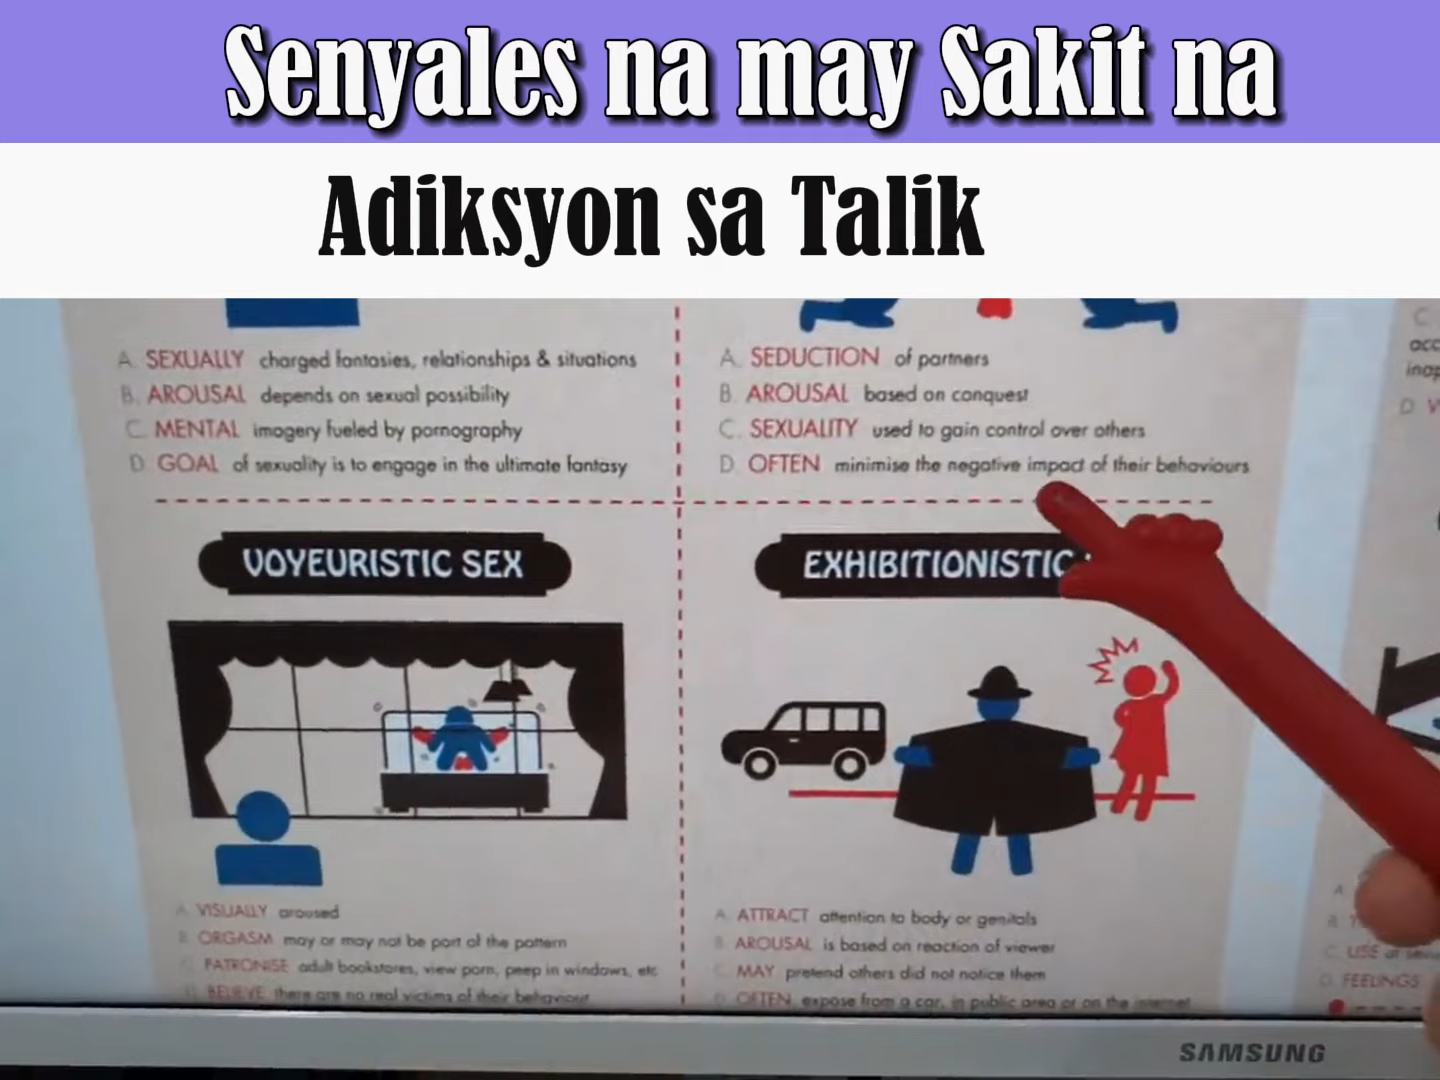 Senyales na may Sakit na
Adiksyon sa Talik
A. SEXUALLY charged fantasies, relationships & situations
B. AROUSAL depends on sexual possibility
C. MENTAL imagery fueled by pornography
D. GOAL of sexuality is to engage in the ultimate fantasy
A. SEDUCTION of partners
B. AROUSAL based on conquest
C. SEXUALITY used to gain control over others
D. OFTEN minimise the negative impact of their behaviours
VOYEURISTIC SEX
A. VISUALLY aroused
B. ORGASM may or may not be part of the pattern
C. PATRONISE adult bookstores, view porn, peep in windows, etc
D. BELIEVE there are no real victims of their behaviour
EXHIBITIONISTIC
A. ATTRACT attention to body or genitals
B. AROUSAL is based on reaction of viewer
C. MAY pretend others did not notice them
D. OFTEN expose from a car, in public area or on the internet
C.
D.
A.
C. USE
D. FEELINGS
SAMSUNG